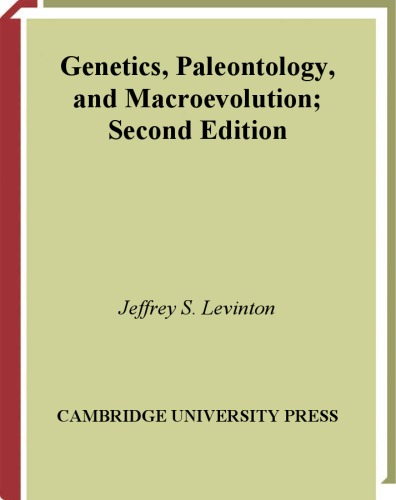 Genetics, Paleontology,
and Macroevolution;
Second Edition
Jeffrey S. Levinton
CAMBRIDGE UNIVERSITY PRESS